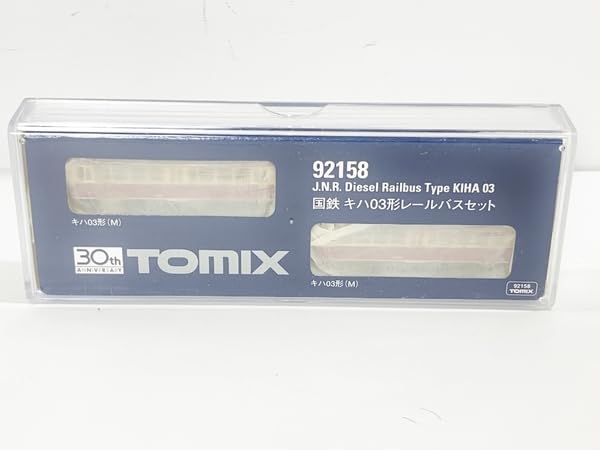 92158
J.N.R. Diesel Railbus Type KIHA 03
国鉄 キハ03形レールバスセット
キハ03形 (M)
30th
ANNIVERSARY
TOMIX
キハ03形 (M)
92158
TOMIX